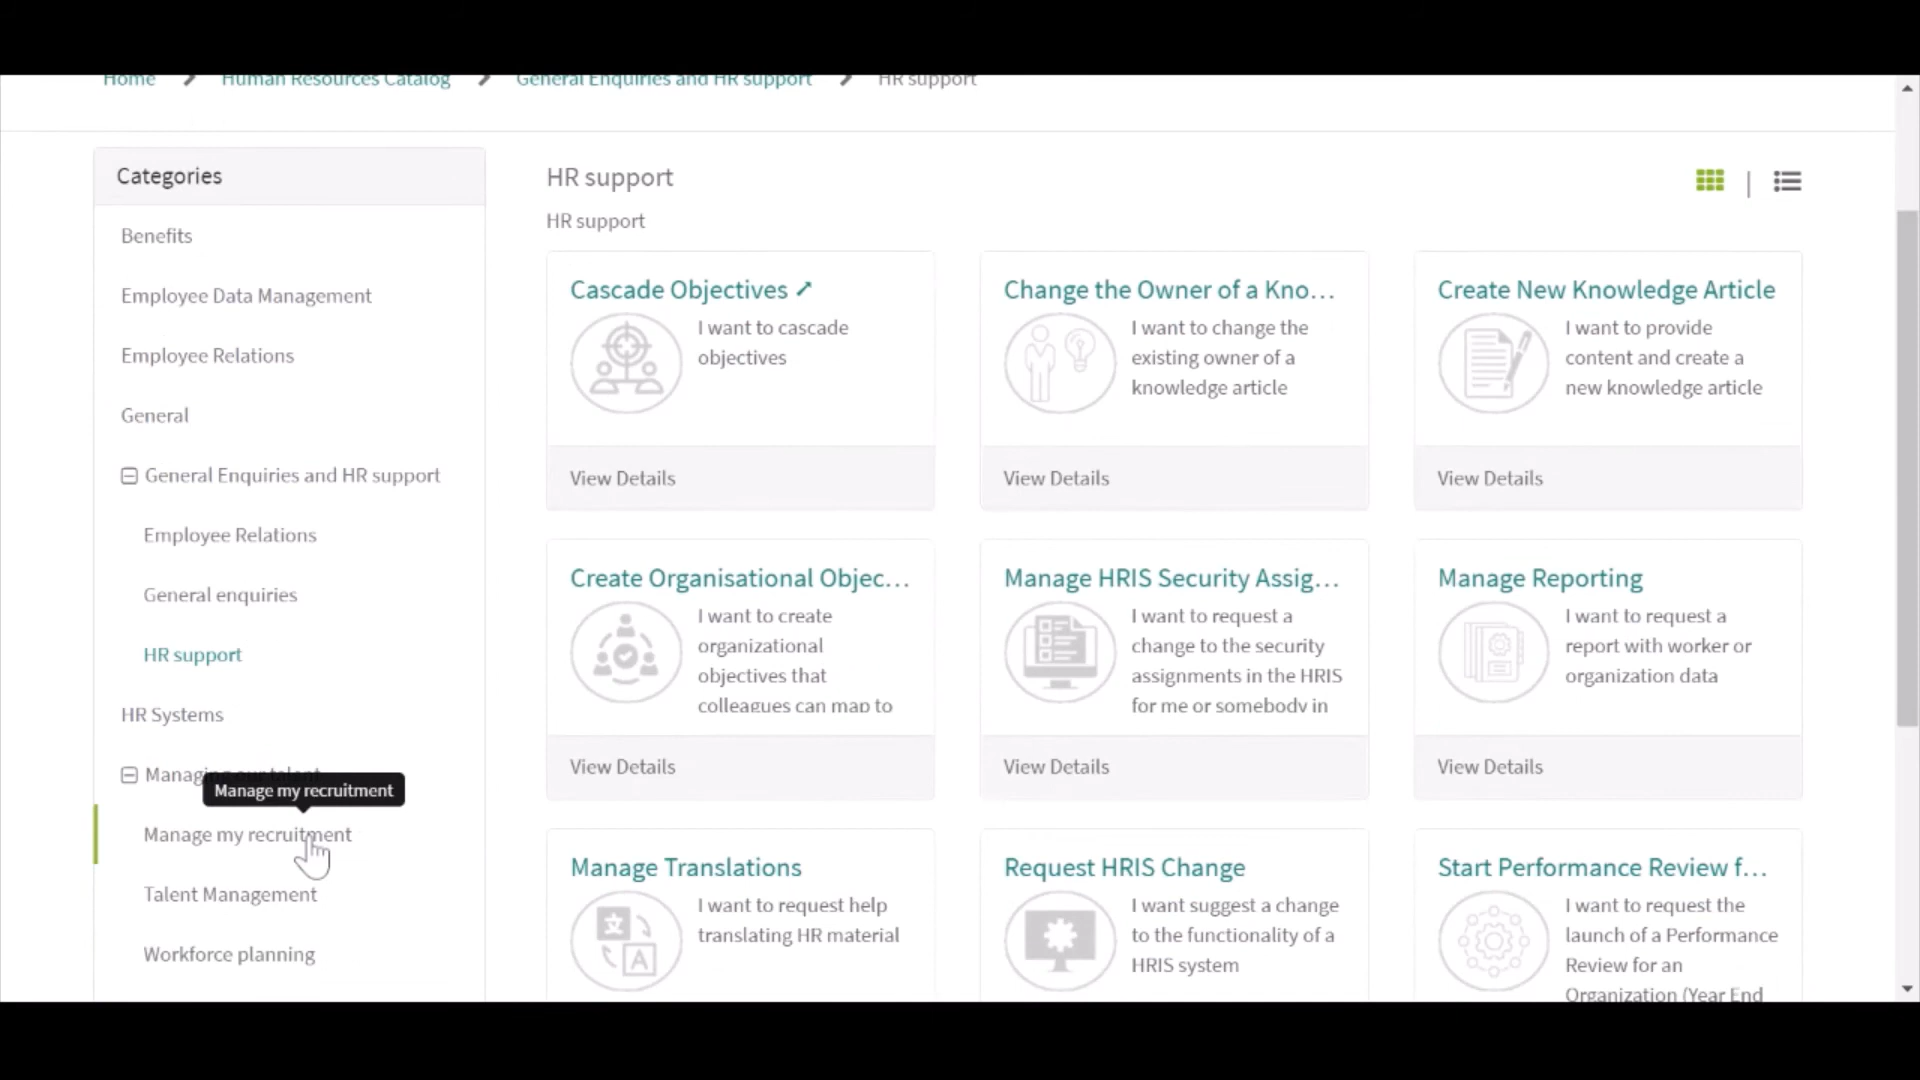 Home Human Resources Catalog General Enquiries and HR support HR support
Categories
Benefits
Employee Data Management
Employee Relations
General
General Enquiries and HR support
Employee Relations
General enquiries
HR support
HR Systems
Managing our talent
Manage my recruitment
Manage my recruitment
Talent Management
Workforce planning
HR support
|
HR support
Cascade Objectives
I want to cascade
objectives
View Details
Change the Owner of a Kno...
I want to change the
existing owner of a
knowledge article
View Details
Create New Knowledge Article
I want to provide
content and create a
new knowledge article
View Details
Create Organisational Objec...
I want to create
organizational
objectives that
colleagues can map to
View Details
Manage HRIS Security Assig...
I want to request a
change to the security
assignments in the HRIS
for me or somebody in
View Details
Manage Reporting
I want to request a
report with worker or
organization data
View Details
Manage Translations
文
A
I want to request help
translating HR material
Request HRIS Change
I want suggest a change
to the functionality of a
HRIS system
Start Performance Review f...
I want to request the
launch of a Performance
Review for an
Organization (Year End